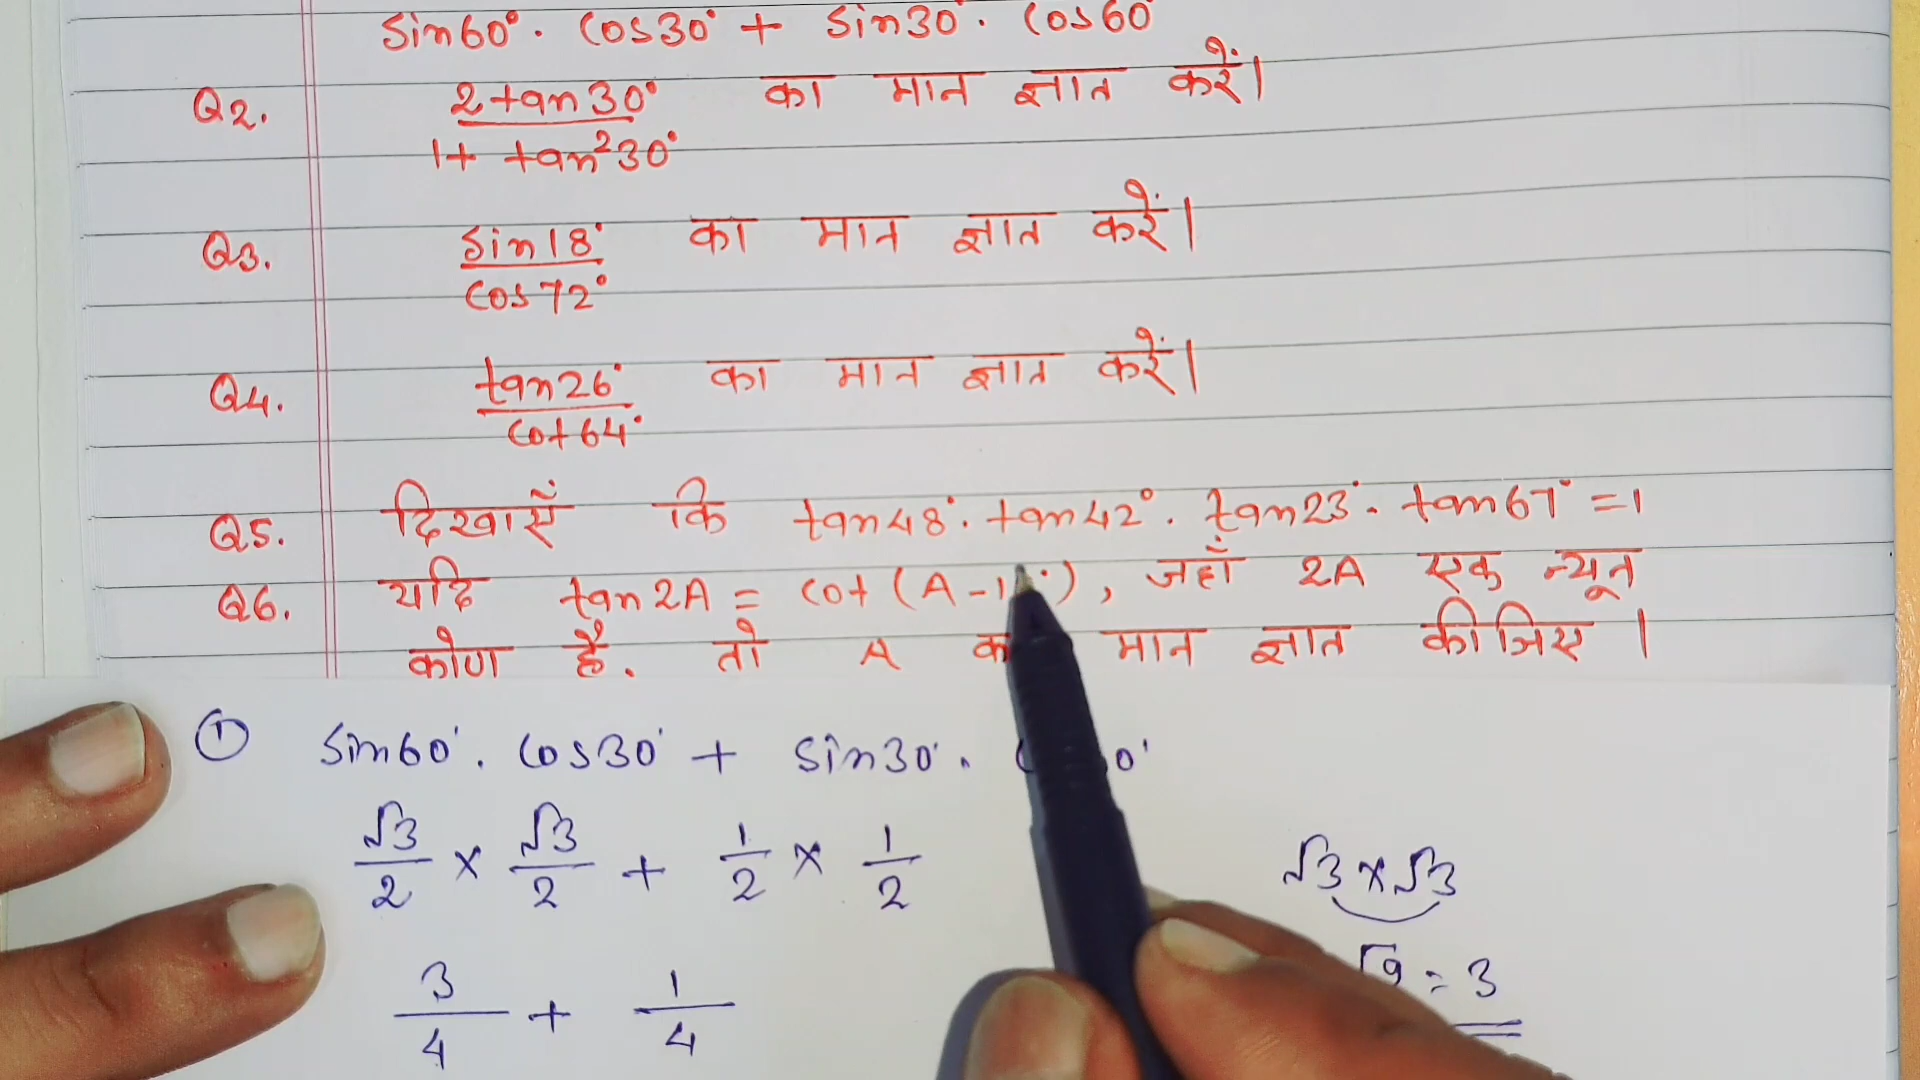 sin60°. cos30° + sin30°. cos60
Q2. 2tan30° / 1+ tan²30° का मान ज्ञात करें।
Q3. sin18° / cos72° का मान ज्ञात करें।
Q4. tan26° / cot64° का मान ज्ञात करें।
Q5. दिखाएँ कि tan48°. tan42°. tan23°. tan67° = 1
Q6. यदि tan2A = cot (A-1 °), जहाँ 2A एक न्यून
कोण है. तो A मान ज्ञात कीजिए।
① sin60°. cos30° + sin30°.
√3/2 × √3/2 + 1/2 × 1/2
√3 × √3
√9 = 3
3/4 + 1/4